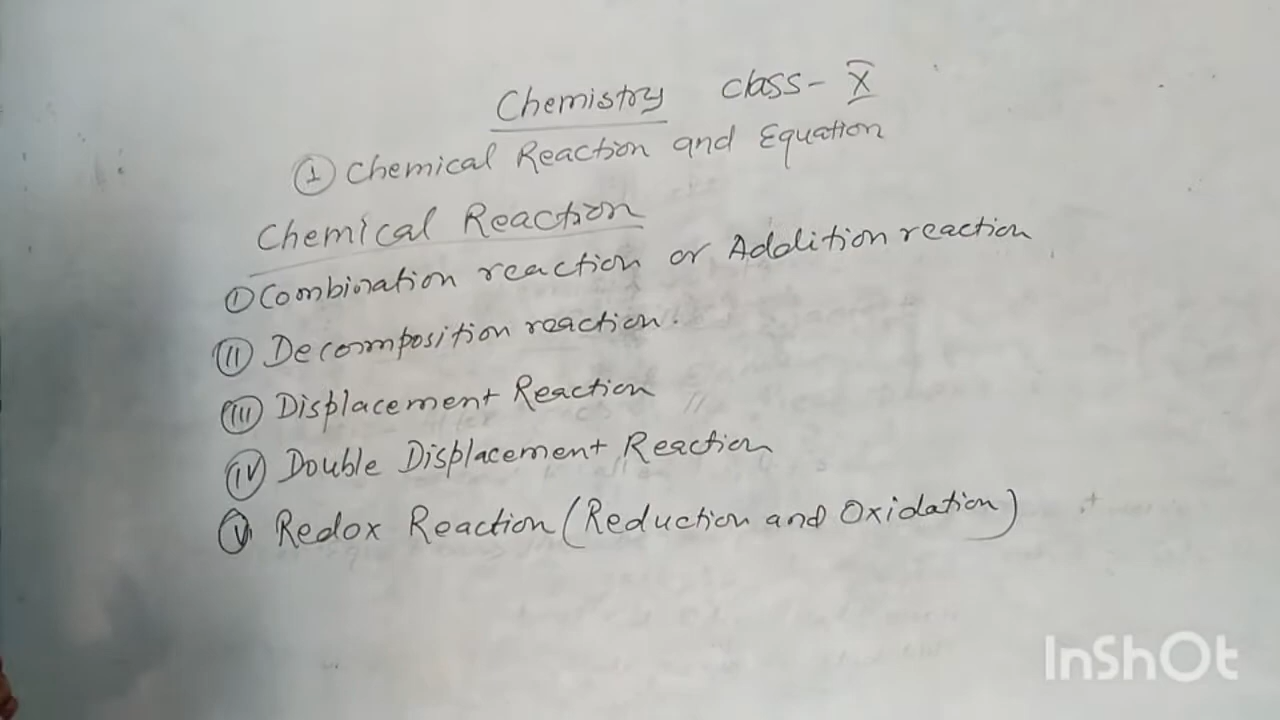 Chemistry class- X
① Chemical Reaction and Equation
Chemical Reaction
① Combination reaction or Addition reaction
(II) Decomposition reaction.
(III) Displacement Reaction
(IV) Double Displacement Reaction
(V) Redox Reaction (Reduction and Oxidation)
InShOt